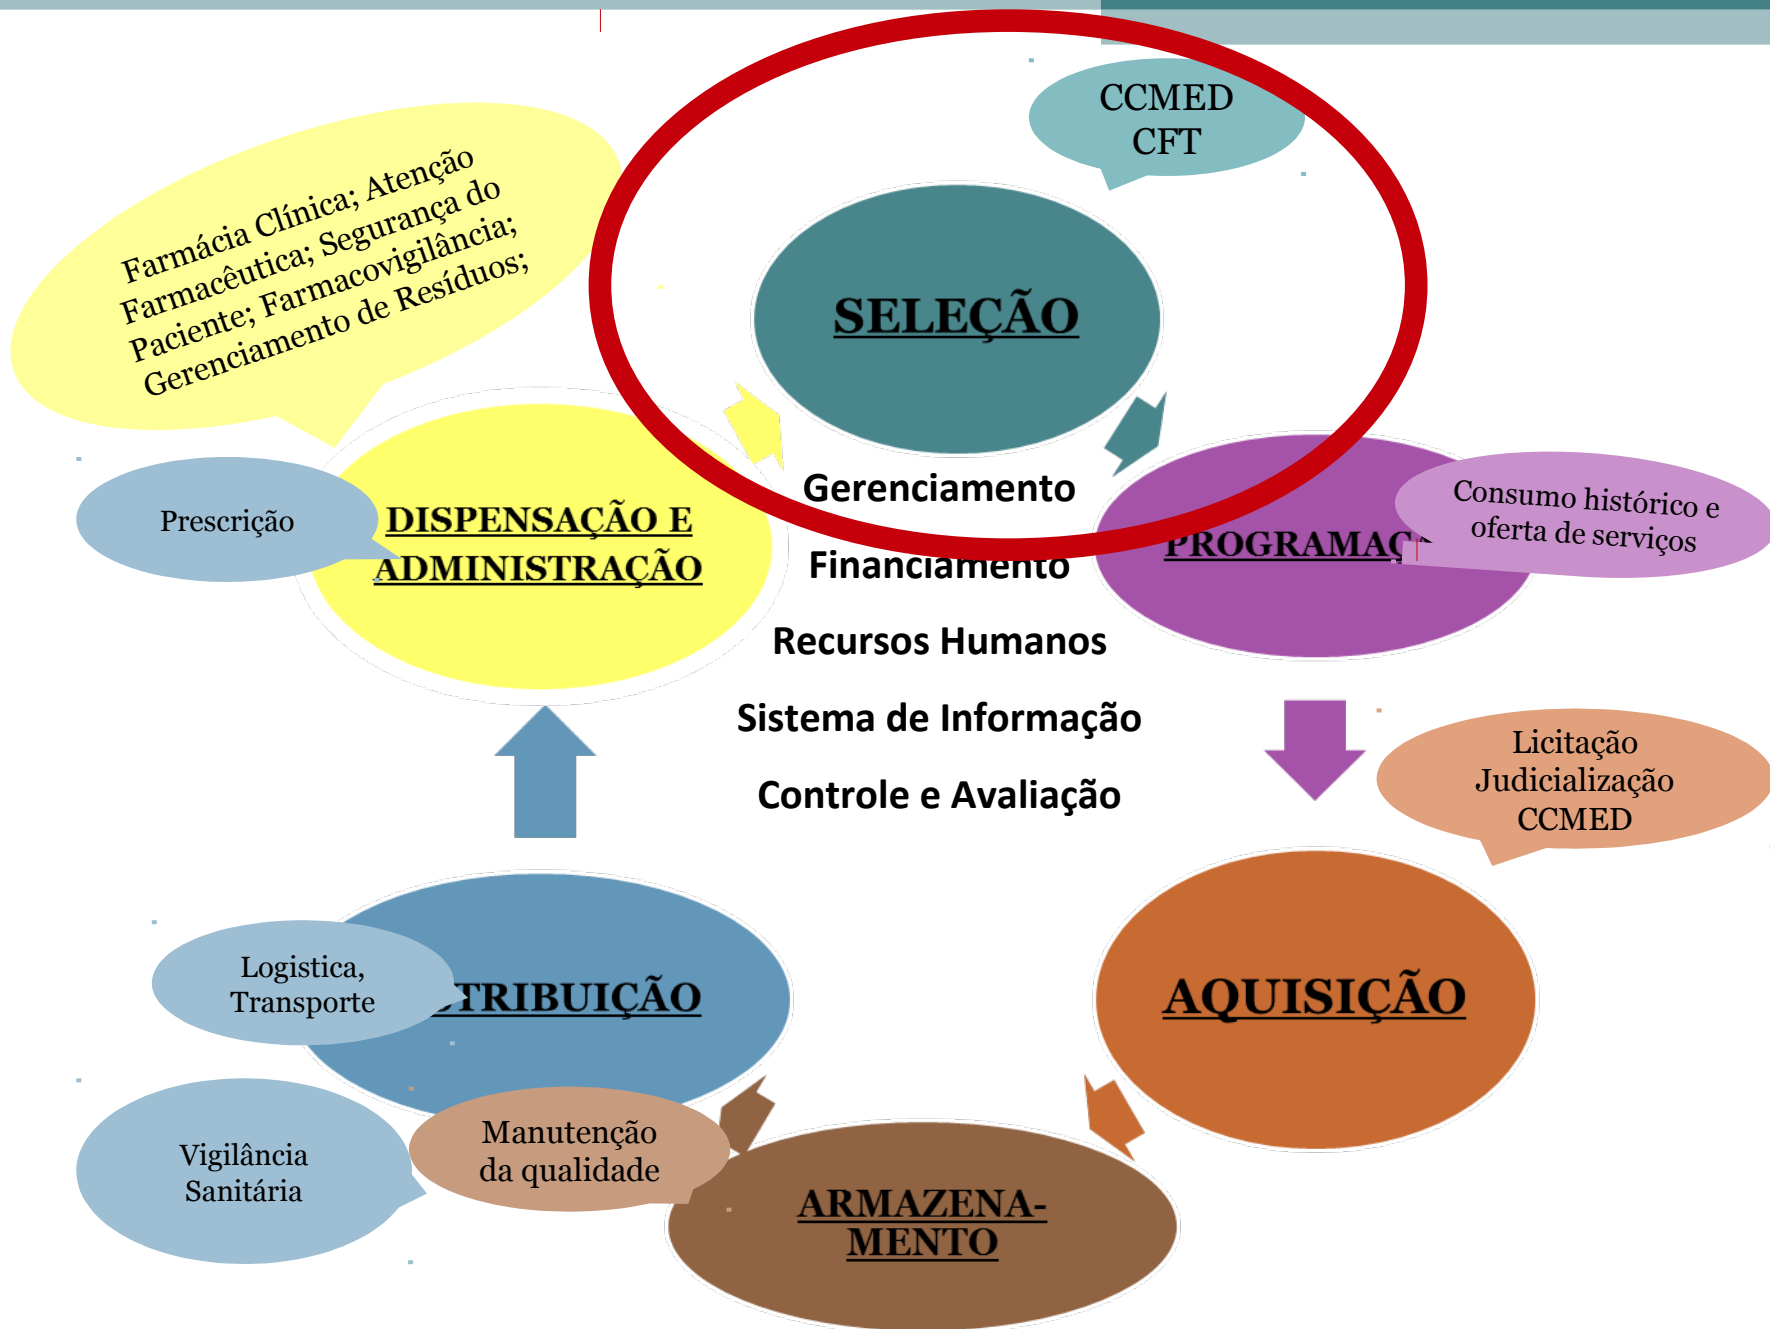 CCMED
CFT
Farmácia Clínica; Atenção
Farmacêutica; Segurança do
Paciente; Farmacovigilância;
Gerenciamento de Resíduos;
SELEÇÃO
Gerenciamento
Financiamento
Recursos Humanos
Sistema de Informação
Controle e Avaliação
Consumo histórico e
oferta de serviços
Prescrição
DISPENSAÇÃO E
ADMINISTRAÇÃO
Licitação
Judicialização
CCMED
AQUISIÇÃO
Logistica,
Transporte
Vigilância
Sanitária
Manutenção
da qualidade
ARMAZENA-
MENTO